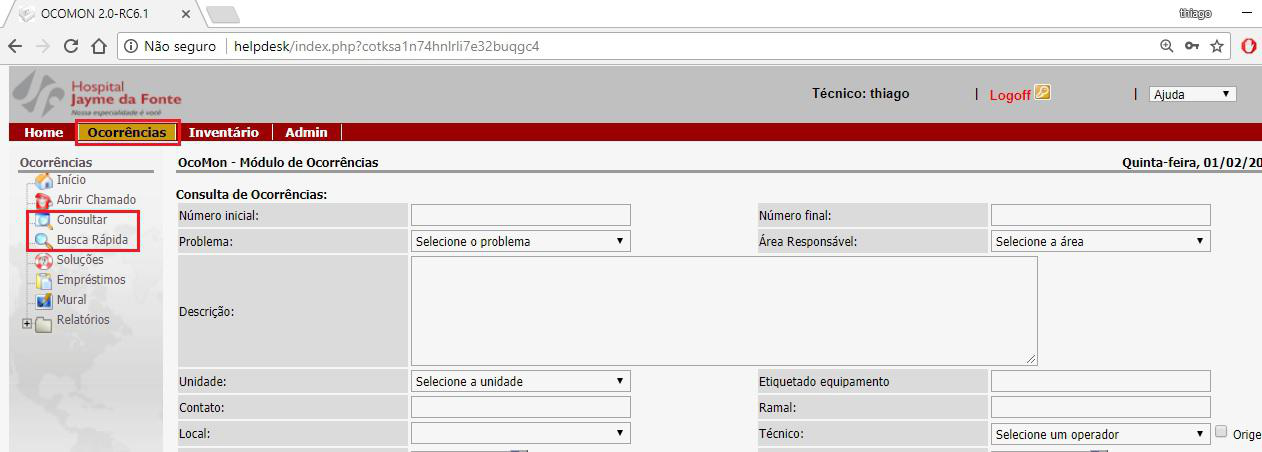 OCOMON 2.0-RC6.1
thiago
Não seguro | helpdesk/index.php?cotksa1n74hnlrli7e32buqgc4
Hospital
Jayme da Fonte
Nossa especialidade é você
Técnico: thiago | Logoff | Ajuda
Home Ocorrências Inventário Admin
Ocorrências
Início
Abrir Chamado
Consultar
Busca Rápida
Soluções
Empréstimos
Mural
Relatórios
OcoMon - Módulo de Ocorrências Quinta-feira, 01/02/20
Consulta de Ocorrências:
Número inicial: Número final:
Problema: Selecione o problema Área Responsável: Selecione a área
Descrição:
Unidade: Selecione a unidade Etiquetado equipamento
Contato: Ramal:
Local: Técnico: Selecione um operador Orige